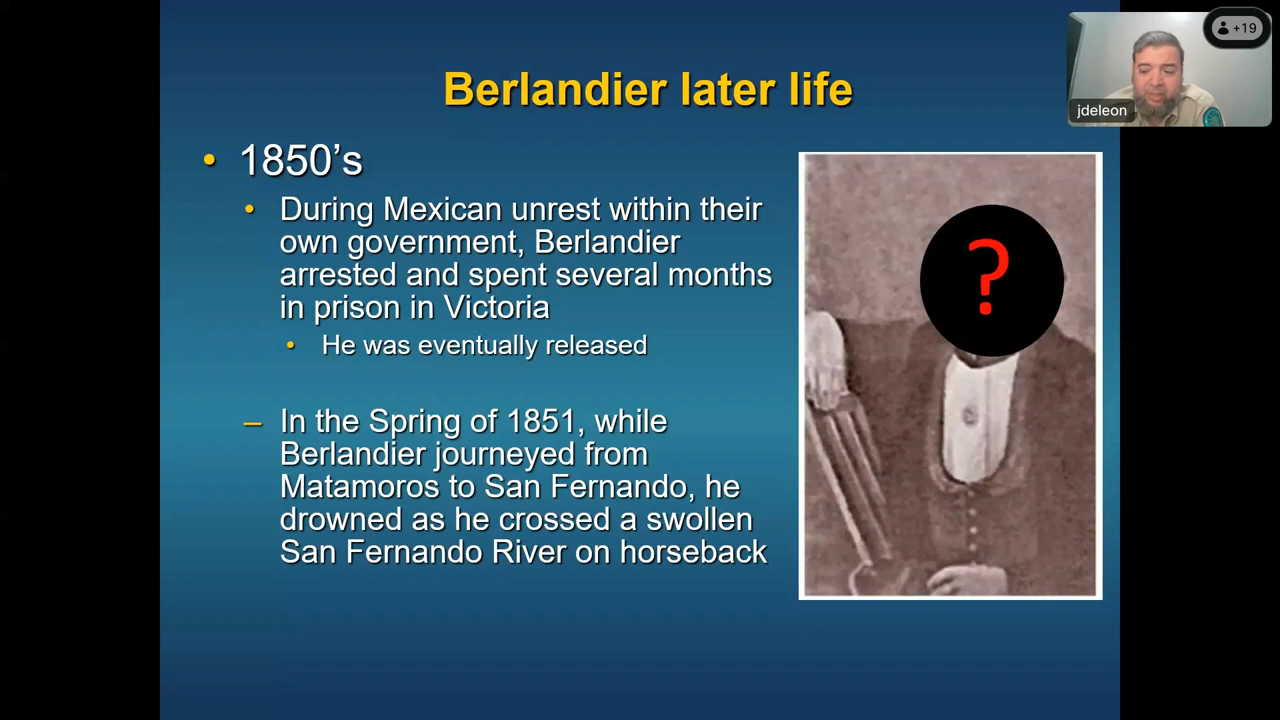 Berlandier later life
+19
jdeleon
• 1850’s
• During Mexican unrest within their
own government, Berlandier
arrested and spent several months
in prison in Victoria
• He was eventually released
– In the Spring of 1851, while
Berlandier journeyed from
Matamoros to San Fernando, he
drowned as he crossed a swollen
San Fernando River on horseback
?